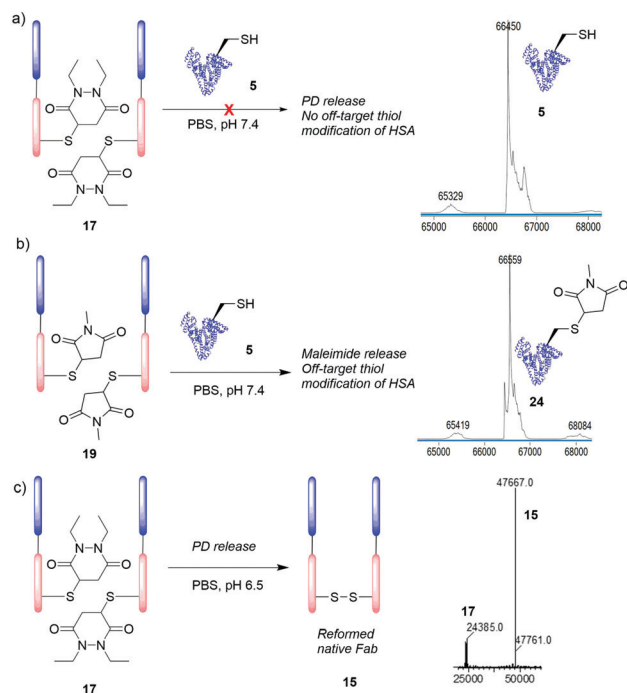 a)
N N
O O
S S
O O
N N
17
SH
5
X
PBS, pH 7.4
PD release
No off-target thiol
modification of HSA
66450
SH
5
65329
65000 66000 67000 68000
b)
N
O O
S S
O O
N
19
SH
5
PBS, pH 7.4
Maleimide release
Off-target thiol
modification of HSA
66559
N
O O
S
24
65419
68084
65000 66000 67000 68000
c)
N N
O O
S S
O O
N N
17
PD release
PBS, pH 6.5
S S
Reformed
native Fab
15
47667.0
15
17
24385.0
47761.0
25000 50000